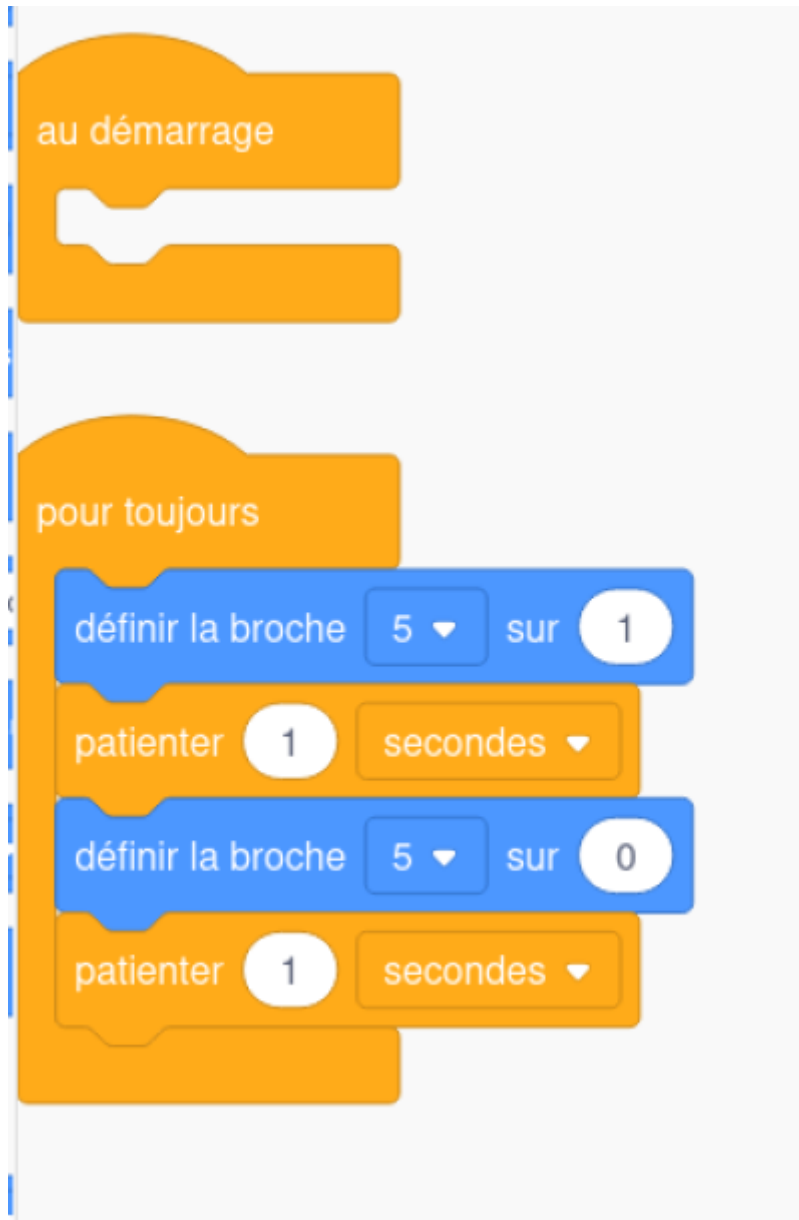 au démarrage
pour toujours
définir la broche 5 sur 1
patienter 1 secondes
définir la broche 5 sur 0
patienter 1 secondes